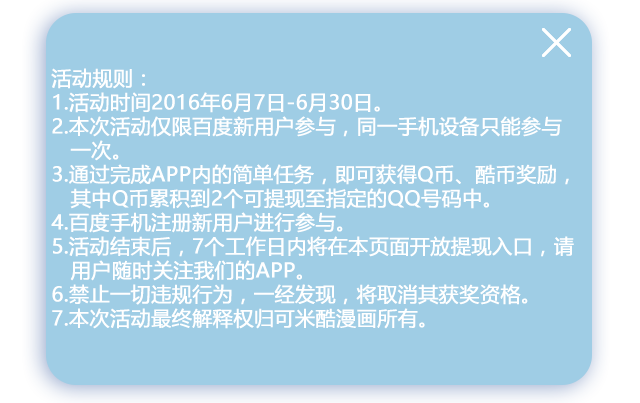 活动规则：
1.活动时间2016年6月7日-6月30日。
2.本次活动仅限百度新用户参与，同一手机设备只能参与
一次。
3.通过完成APP内的简单任务，即可获得Q币、酷币奖励，
其中Q币累积到2个可提现至指定的QQ号码中。
4.百度手机注册新用户进行参与。
5.活动结束后，7个工作日内将在本页面开放提现入口，请
用户随时关注我们的APP。
6.禁止一切违规行为，一经发现，将取消其获奖资格。
7.本次活动最终解释权归可米酷漫画所有。